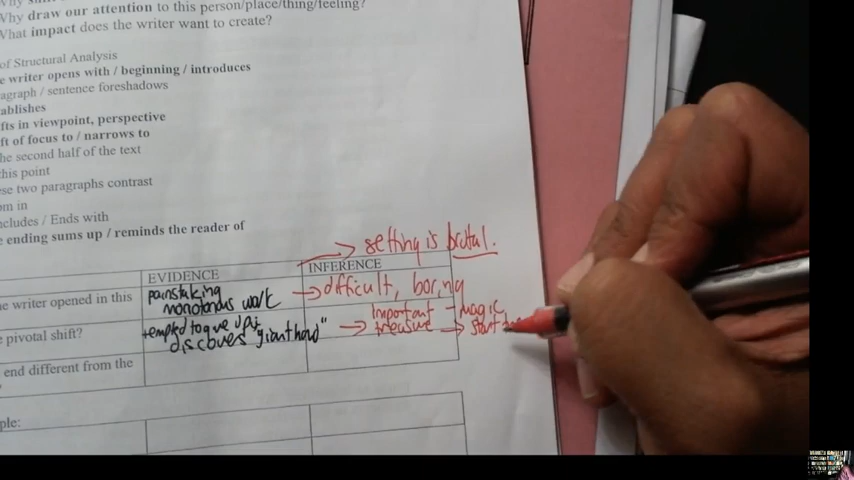 Why draw our attention to this person/place/thing/feeling?
What impact does the writer want to create?
of Structural Analysis
e writer opens with / beginning / introduces
agraph / sentence foreshadows
ablishes
fts in viewpoint, perspective
ft of focus to / narrows to
he second half of the text
this point
se two paragraphs contrast
om in
ncludes / Ends with
e ending sums up / reminds the reader of
→ setting is brutal.
EVIDENCE
INFERENCE
he writer opened in this
painstaking
monotonous work
→ difficult, boring
e pivotal shift?
tempted to give up,
discovers "giant hand"
→ Important
treasure
- magic
→
end different from the
ple: